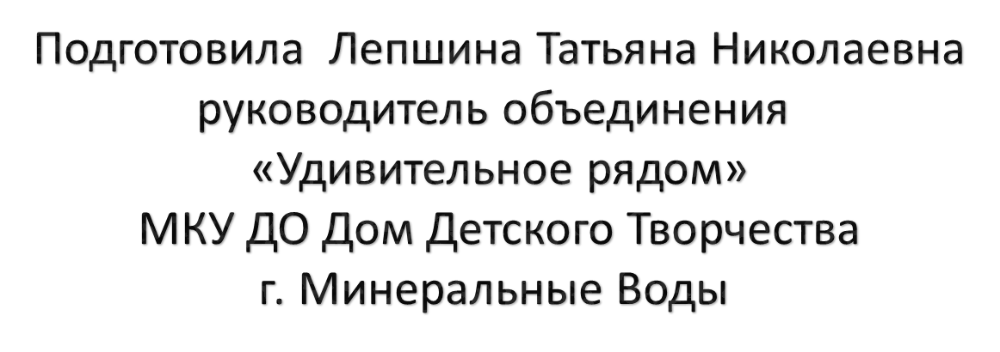 Подготовила Лепшина Татьяна Николаевна
руководитель объединения
«Удивительное рядом»
МКУ ДО Дом Детского Творчества
г. Минеральные Воды